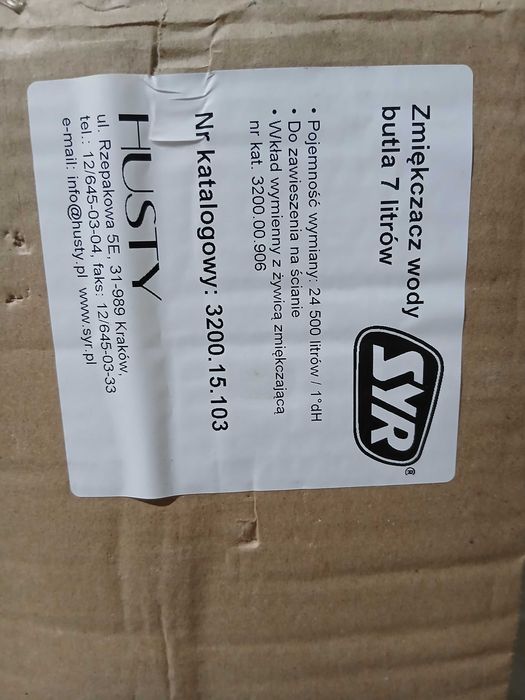 Zmiękczacz wody
butla 7 litrów
SYR®
• Pojemność wymiany: 24 500 litrów / 1°dH
• Do zawieszenia na ścianie
• Wkład wymienny z żywicą zmiękczającą
nr kat. 3200.00.906
Nr katalogowy: 3200.15.103
HUSTY
ul. Rzepakowa 5E, 31-989 Kraków,
tel.: 12/645-03-04, faks: 12/645-03-33
e-mail: info@husty.pl www.syr.pl